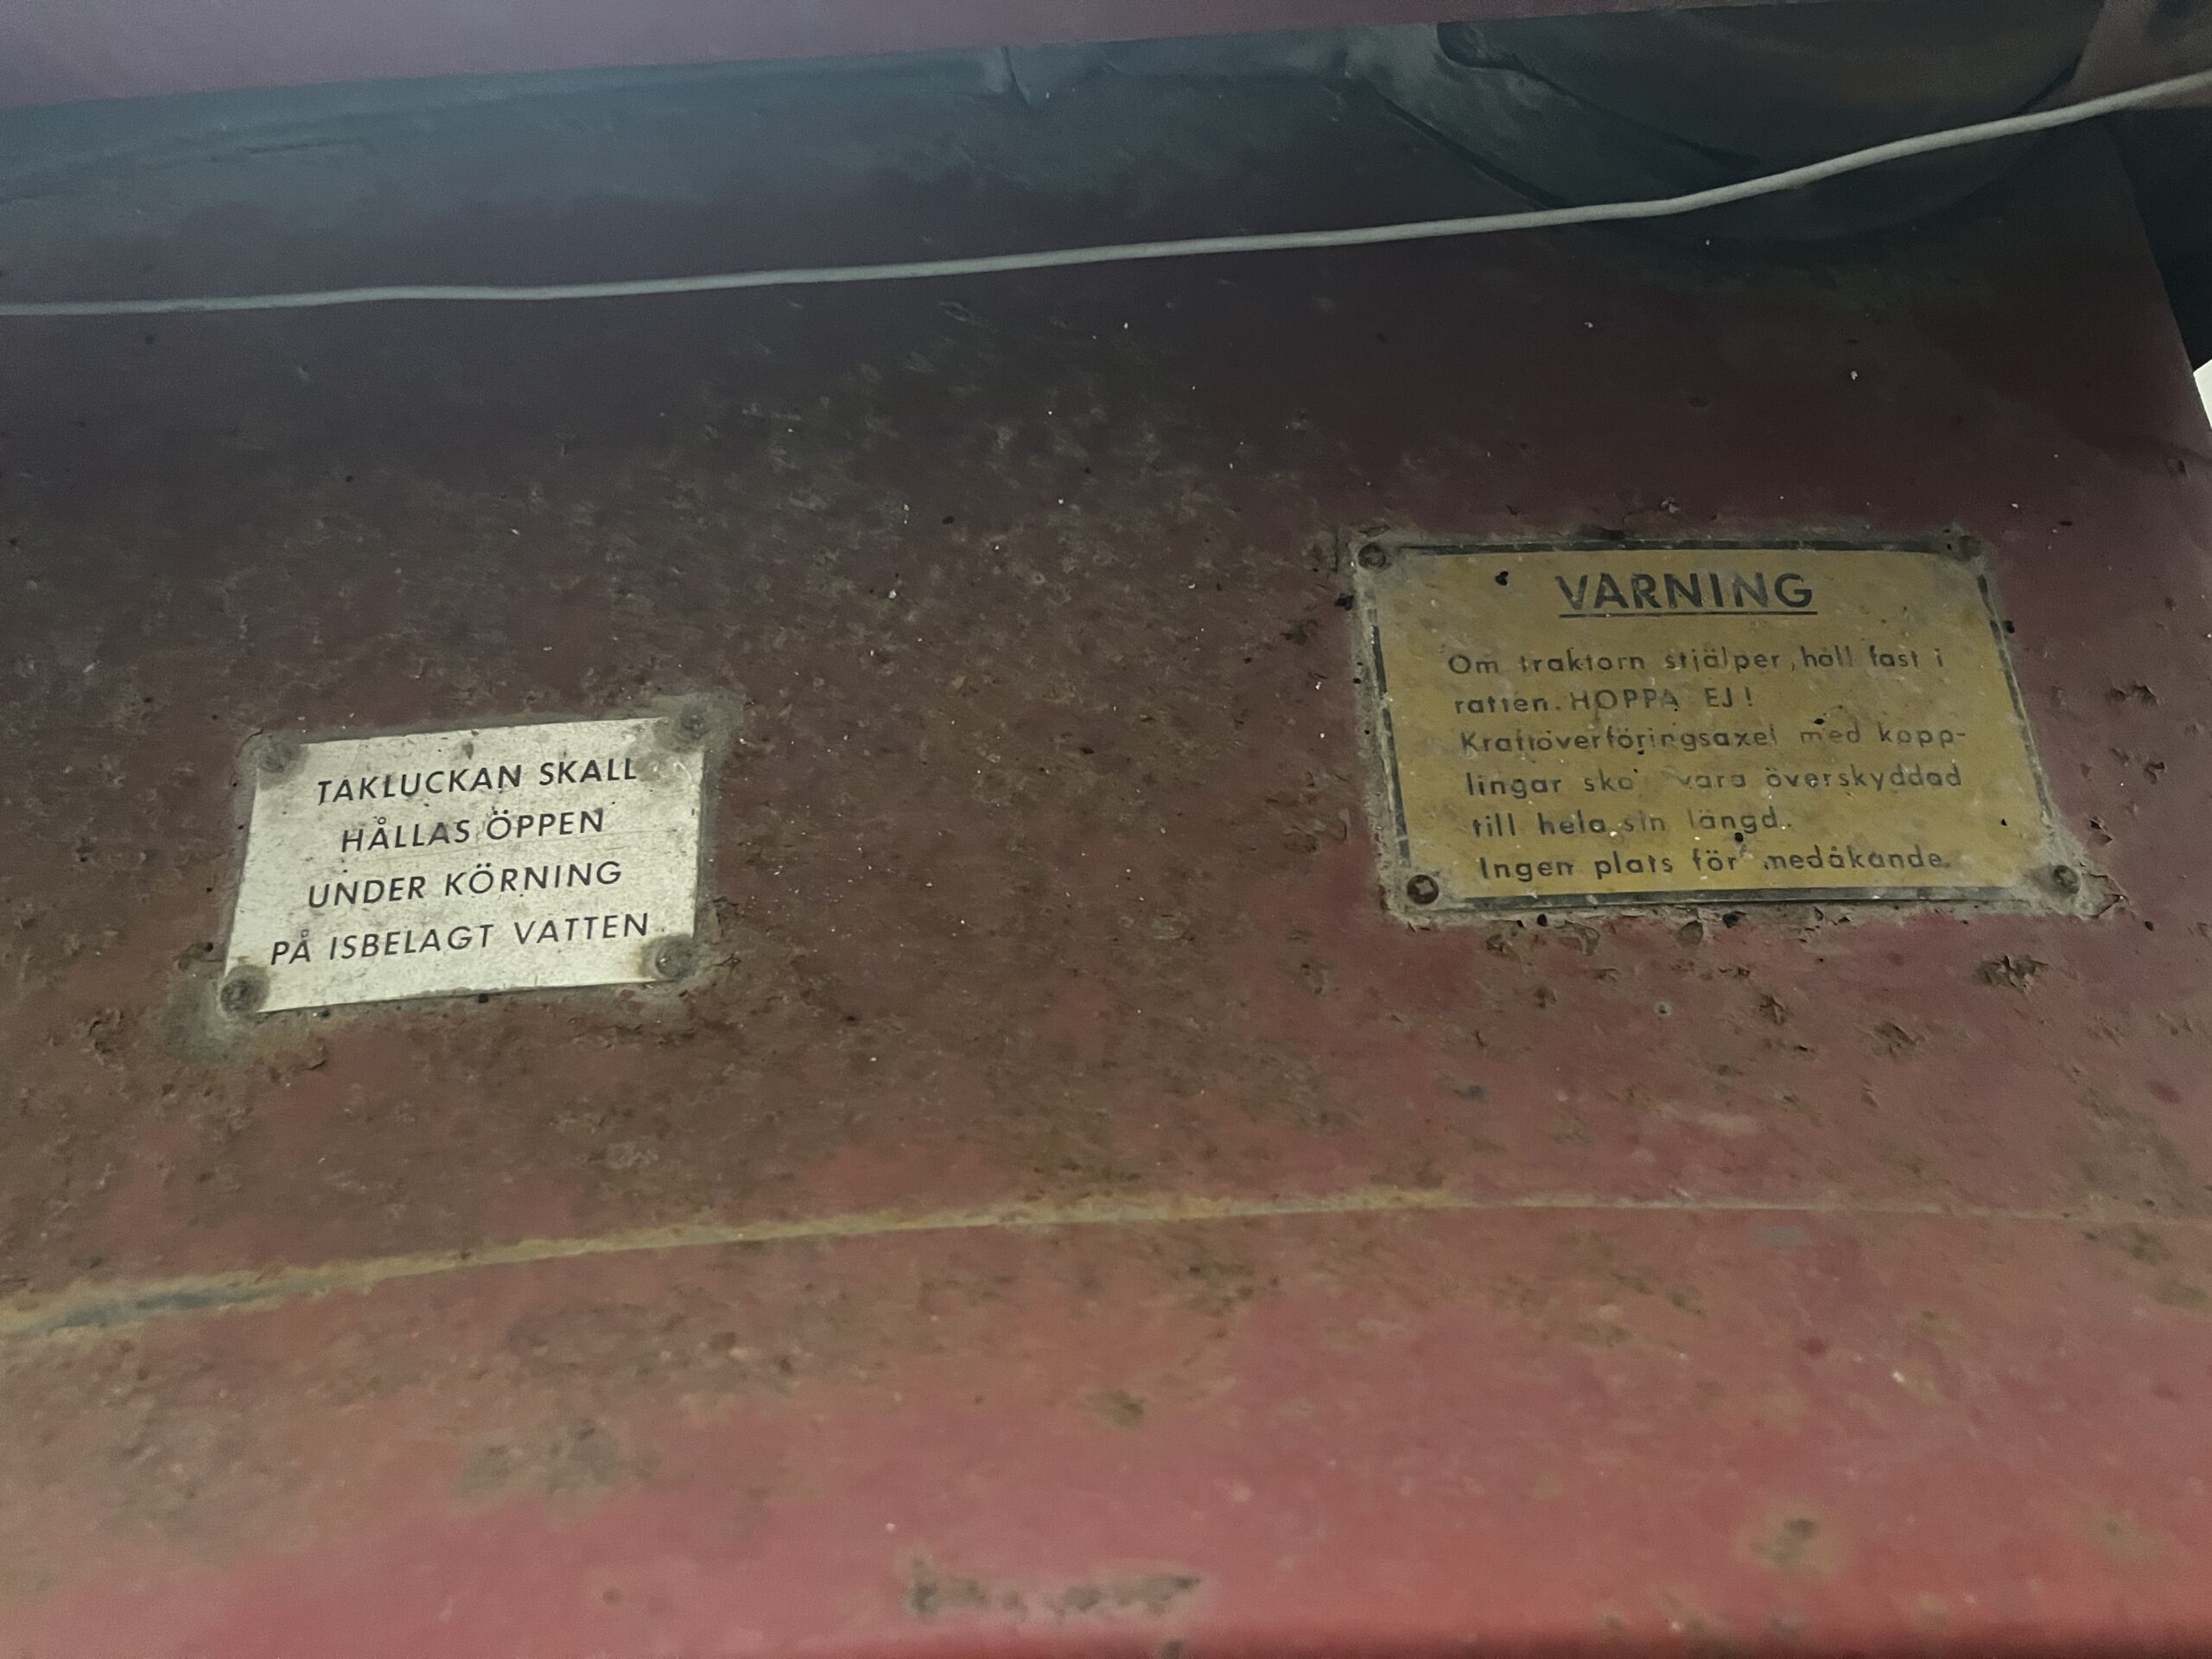 TAKLUCKAN SKALL
HÅLLAS ÖPPEN
UNDER KÖRNING
PÅ ISBELAGT VATTEN
VARNING
Om traktorn stjälper, håll fast i
ratten. HOPPA EJ!
Kraftöverföringsaxel med kopp-
lingar ska vara överskyddad
till hela sin längd.
Ingen plats för medåkande.